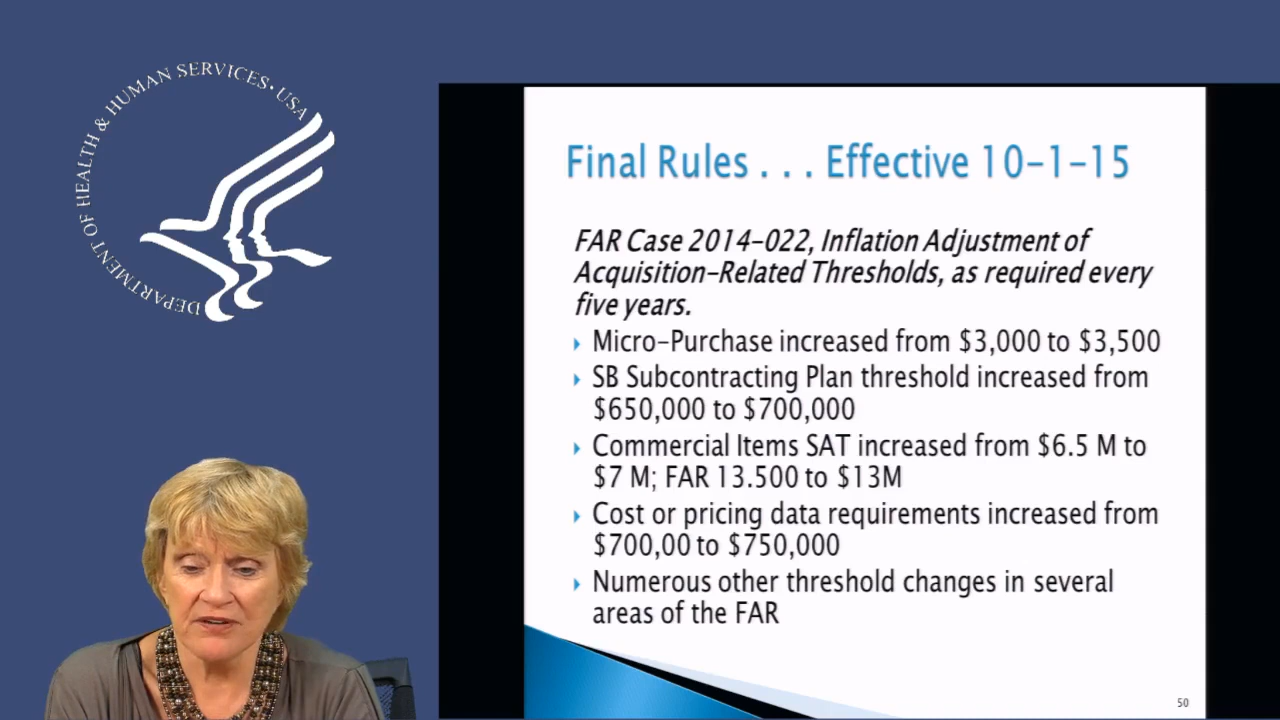 DEPARTMENT OF HEALTH & HUMAN SERVICES • USA
Final Rules . . . Effective 10-1-15
FAR Case 2014-022, Inflation Adjustment of
Acquisition-Related Thresholds, as required every
five years.
Micro-Purchase increased from $3,000 to $3,500
SB Subcontracting Plan threshold increased from
$650,000 to $700,000
Commercial Items SAT increased from $6.5 M to
$7 M; FAR 13.500 to $13M
Cost or pricing data requirements increased from
$700,00 to $750,000
Numerous other threshold changes in several
areas of the FAR
50